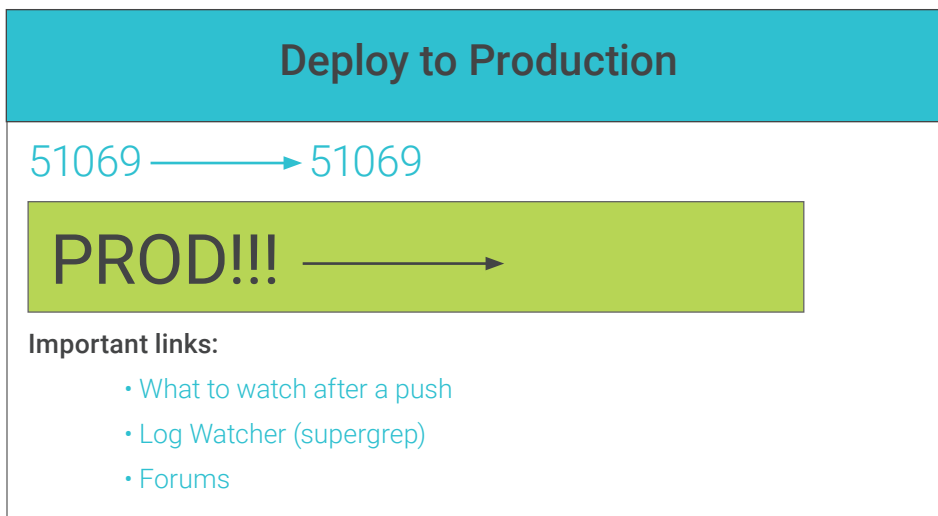 Deploy to Production
51069 → 51069
PROD!!! →
Important links:
• What to watch after a push
• Log Watcher (supergrep)
• Forums